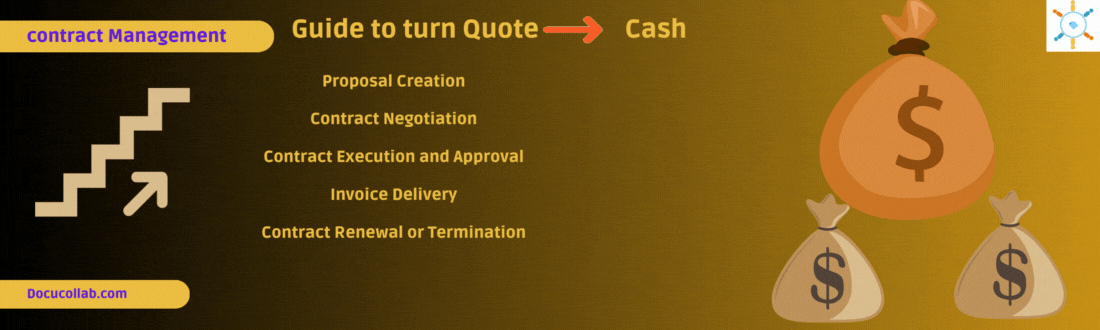 contract Management
Guide to turn Quote → Cash
Proposal Creation
Contract Negotiation
Contract Execution and Approval
Invoice Delivery
Contract Renewal or Termination
Docucollab.com
$
$
$